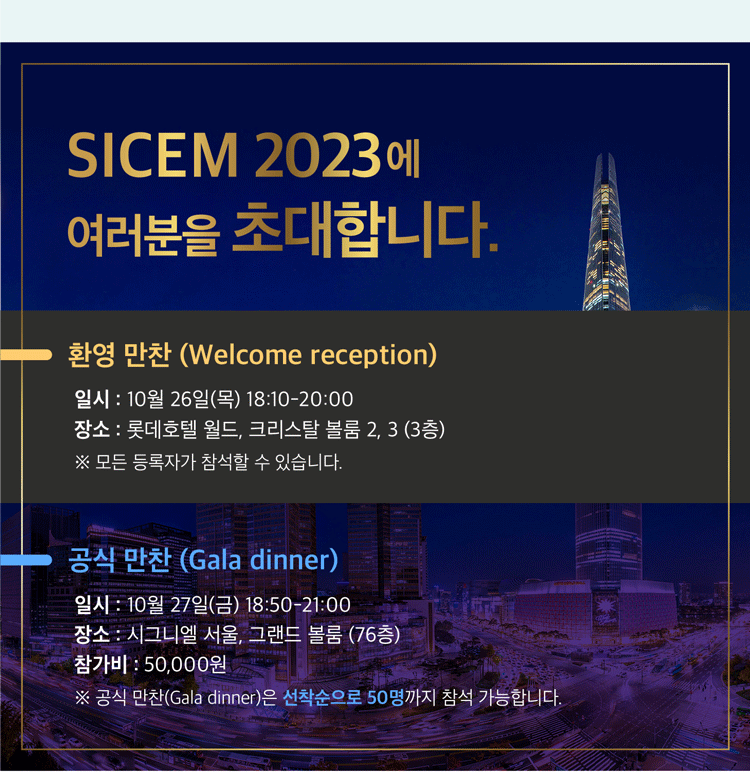 SICEM 2023에
여러분을 초대합니다.
환영 만찬 (Welcome reception)
일시 : 10월 26일(목) 18:10-20:00
장소 : 롯데호텔 월드, 크리스탈 볼룸 2, 3 (3층)
※ 모든 등록자가 참석할 수 있습니다.
공식 만찬 (Gala dinner)
일시 : 10월 27일(금) 18:50-21:00
장소 : 시그니엘 서울, 그랜드 볼룸 (76층)
참가비 : 50,000원
※ 공식 만찬(Gala dinner)은 선착순으로 50명까지 참석 가능합니다.